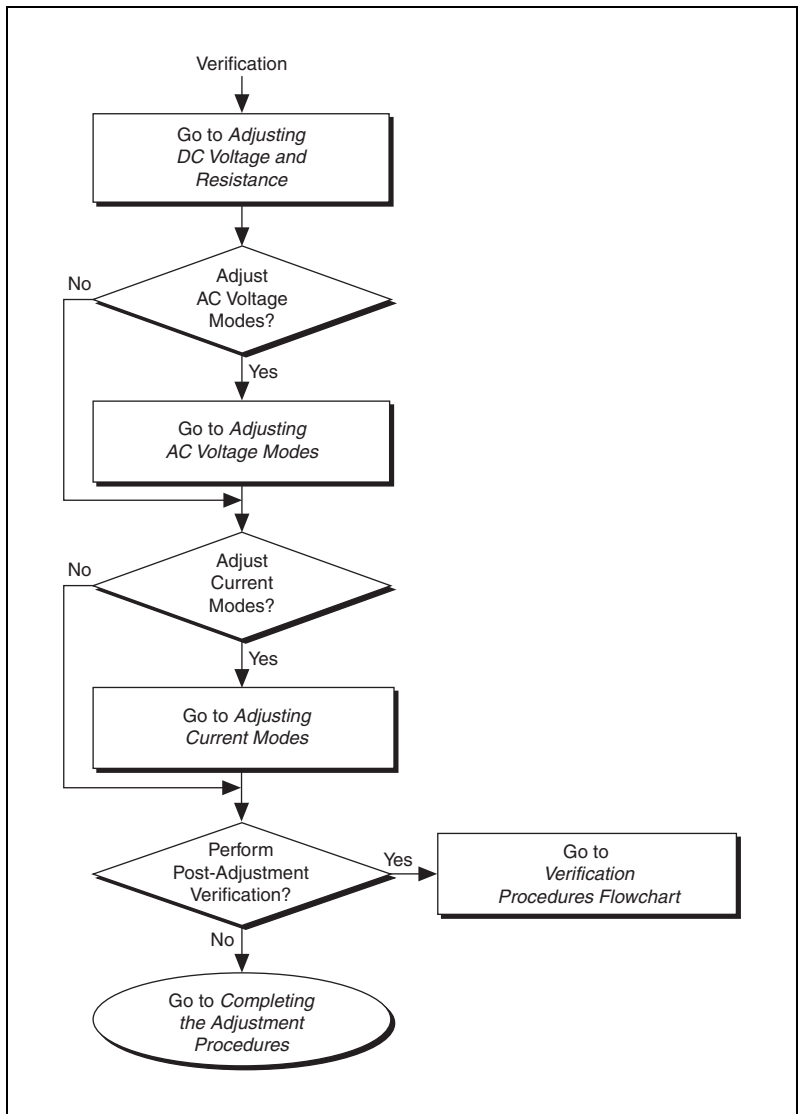 Verification
Go to Adjusting
DC Voltage and
Resistance
No
Adjust
AC Voltage
Modes?
Yes
Go to Adjusting
AC Voltage Modes
No
Adjust
Current
Modes?
Yes
Go to Adjusting
Current Modes
Perform
Post-Adjustment
Verification?
Yes
Go to
Verification
Procedures Flowchart
No
Go to Completing
the Adjustment
Procedures